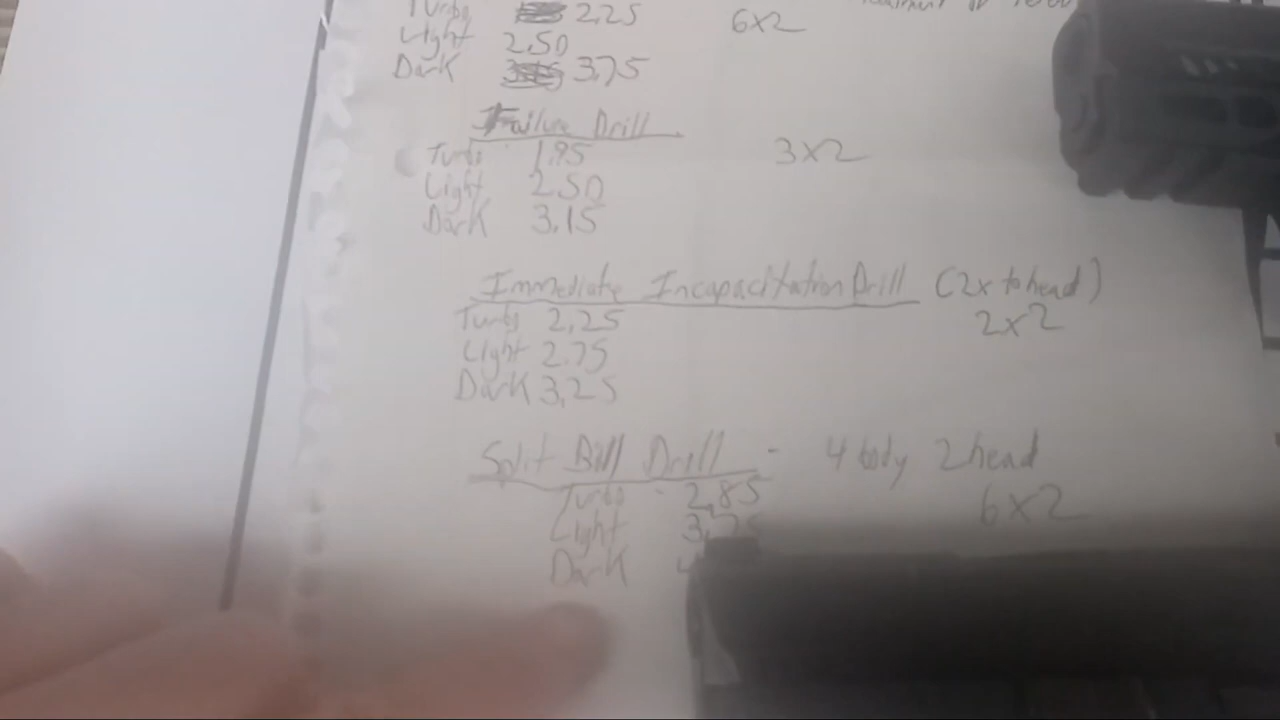 Turbo 2,25 6x2
Light 2.50
Dark 3,75
Failure Drill
Turbo 1.95 3x2
Light 2.50
Dark 3.15
Immediate Incapacitation Drill (2x to head)
Turbo 2,25 2x2
Light 2.75
Dark 3,25
Split Bill Drill - 4 body 2 head
Turbo 2,85 6x2
Light 3,75
Dark